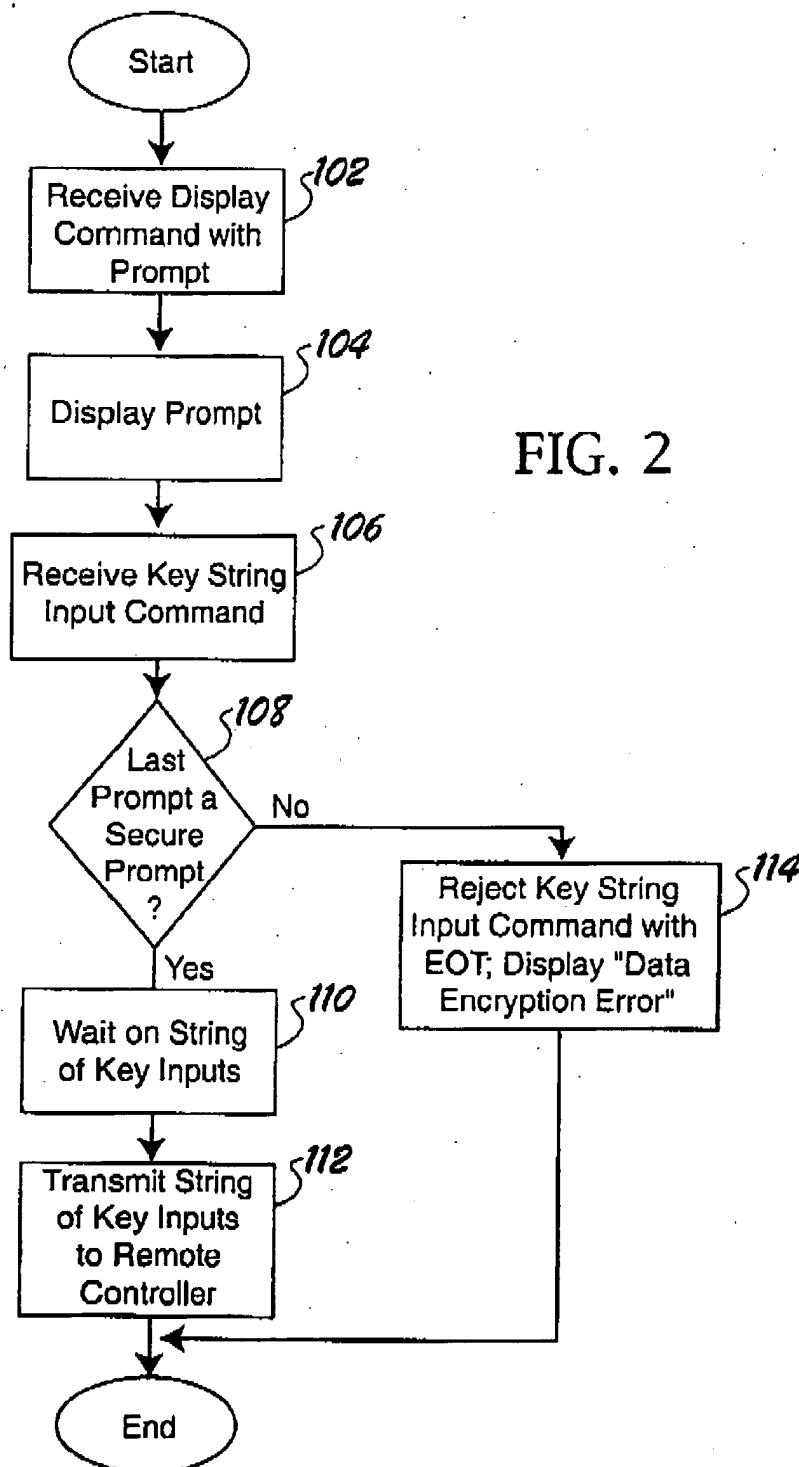 Start
102
Receive Display
Command with
Prompt
104
Display Prompt
FIG. 2
106
Receive Key String
Input Command
108
Last
Prompt a
Secure
Prompt
?
No
Yes
114
Reject Key String
Input Command with
EOT; Display "Data
Encryption Error"
110
Wait on String
of Key Inputs
112
Transmit String
of Key Inputs
to Remote
Controller
End